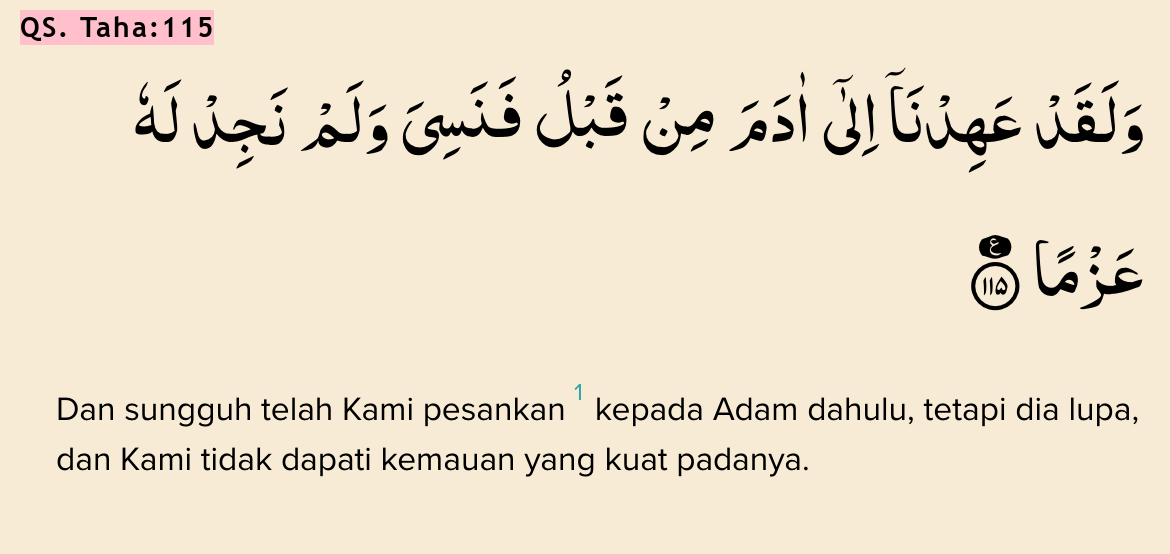 QS. Taha:115
وَلَقَدْ عَهِدْنَآ اِلٰٓى اٰدَمَ مِنْ قَبْلُ فَنَسِيَ وَلَمْ نَجِدْ لَهٗ
عَزْمًا ࣖ ۝١١٥
Dan sungguh telah Kami pesankan 1 kepada Adam dahulu, tetapi dia lupa,
dan Kami tidak dapati kemauan yang kuat padanya.